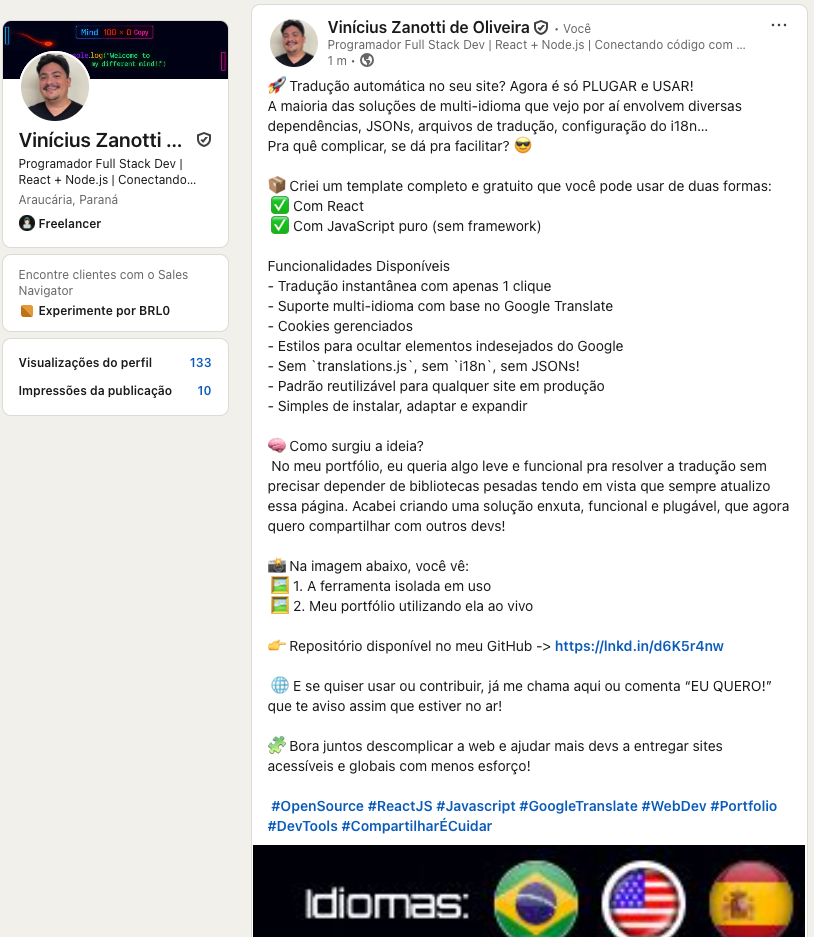 Mind 100 × 0 Copy
ole.log("Welcome to
my different mind!")
Vinícius Zanotti ...
Programador Full Stack Dev |
React + Node.js | Conectando...
Araucária, Paraná
Freelancer
Encontre clientes com o Sales
Navigator
Experimente por BRL0
Visualizações do perfil 133
Impressões da publicação 10
Vinícius Zanotti de Oliveira • Você
Programador Full Stack Dev | React + Node.js | Conectando código com ...
1 m •
🚀 Tradução automática no seu site? Agora é só PLUGAR e USAR!
A maioria das soluções de multi-idioma que vejo por aí envolvem diversas
dependências, JSONs, arquivos de tradução, configuração do i18n…
Pra quê complicar, se dá pra facilitar? 😎
📦 Criei um template completo e gratuito que você pode usar de duas formas:
✅ Com React
✅ Com JavaScript puro (sem framework)
Funcionalidades Disponíveis
- Tradução instantânea com apenas 1 clique
- Suporte multi-idioma com base no Google Translate
- Cookies gerenciados
- Estilos para ocultar elementos indesejados do Google
- Sem `translations.js`, sem `i18n`, sem JSONs!
- Padrão reutilizável para qualquer site em produção
- Simples de instalar, adaptar e expandir
🧠 Como surgiu a ideia?
No meu portfólio, eu queria algo leve e funcional pra resolver a tradução sem
precisar depender de bibliotecas pesadas tendo em vista que sempre atualizo
essa página. Acabei criando uma solução enxuta, funcional e plugável, que agora
quero compartilhar com outros devs!
📸 Na imagem abaixo, você vê:
🖼️ 1. A ferramenta isolada em uso
🖼️ 2. Meu portfólio utilizando ela ao vivo
👉 Repositório disponível no meu GitHub -> https://lnkd.in/d6K5r4nw
🌐 E se quiser usar ou contribuir, já me chama aqui ou comenta “EU QUERO!”
que te aviso assim que estiver no ar!
🧩 Bora juntos descomplicar a web e ajudar mais devs a entregar sites
acessíveis e globais com menos esforço!
#OpenSource #ReactJS #Javascript #GoogleTranslate #WebDev #Portfolio
#DevTools #CompartilharÉCuidar
Idiomas: